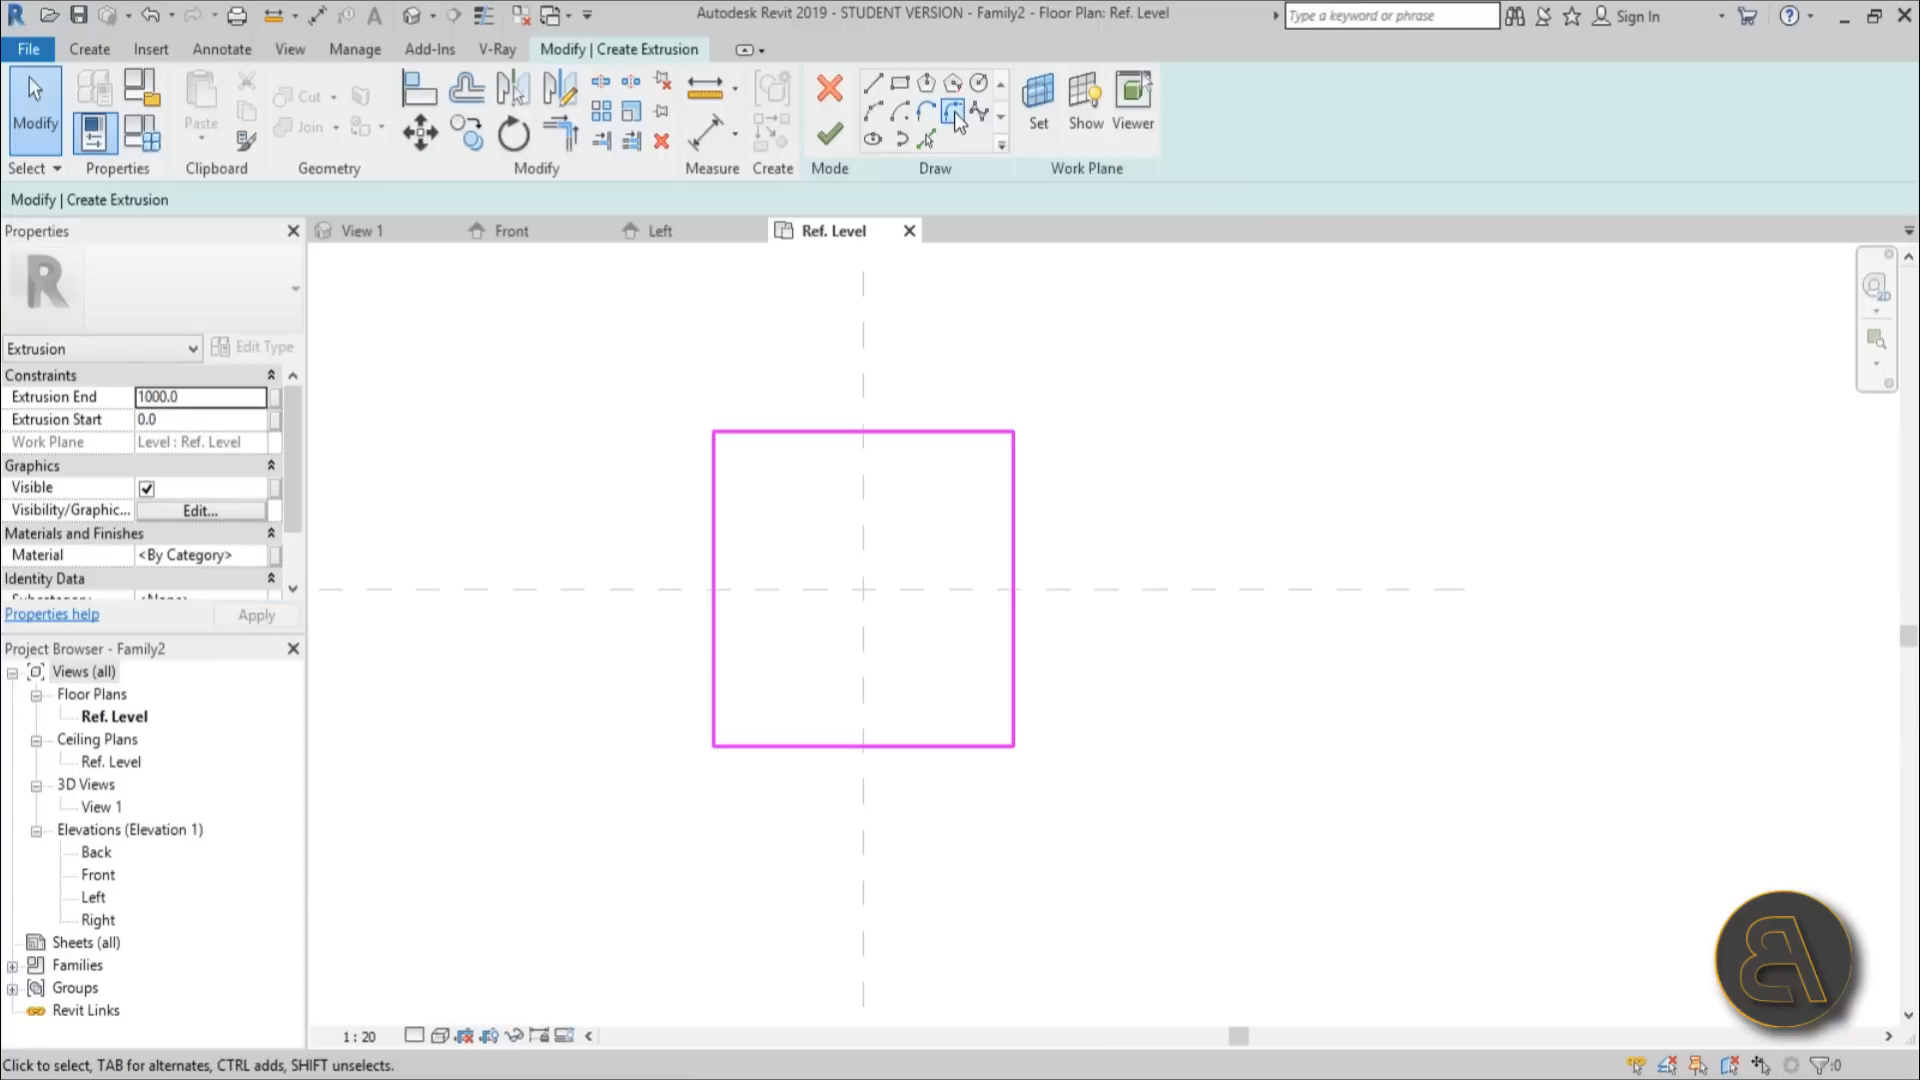 Autodesk Revit 2019 - STUDENT VERSION - Family2 - Floor Plan: Ref. Level
Type a keyword or phrase
Sign In
File Create Insert Annotate View Manage Add-Ins V-Ray Modify | Create Extrusion
Modify
Paste
Cut
Join
Set Show Viewer
Select Properties Clipboard Geometry Modify Measure Create Mode Draw Work Plane
Modify | Create Extrusion
Properties
View 1 Front Left Ref. Level
Extrusion
Edit Type
Constraints
Extrusion End 1000.0
Extrusion Start 0.0
Work Plane Level : Ref. Level
Graphics
Visible
Visibility/Graphic... Edit...
Materials and Finishes
Material <By Category>
Identity Data
Properties help
Apply
Project Browser - Family2
Views (all)
Floor Plans
Ref. Level
Ceiling Plans
Ref. Level
3D Views
View 1
Elevations (Elevation 1)
Back
Front
Left
Right
Sheets (all)
Families
Groups
Revit Links
1 : 20
Click to select, TAB for alternates, CTRL adds, SHIFT unselects.
:0